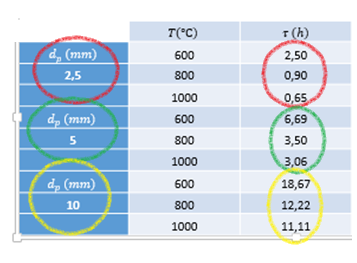 T(°C) τ (h)
d_p (mm) 600 2,50
2,5 800 0,90
1000 0,65
d_p (mm) 600 6,69
5 800 3,50
1000 3,06
d_p (mm) 600 18,67
10 800 12,22
1000 11,11